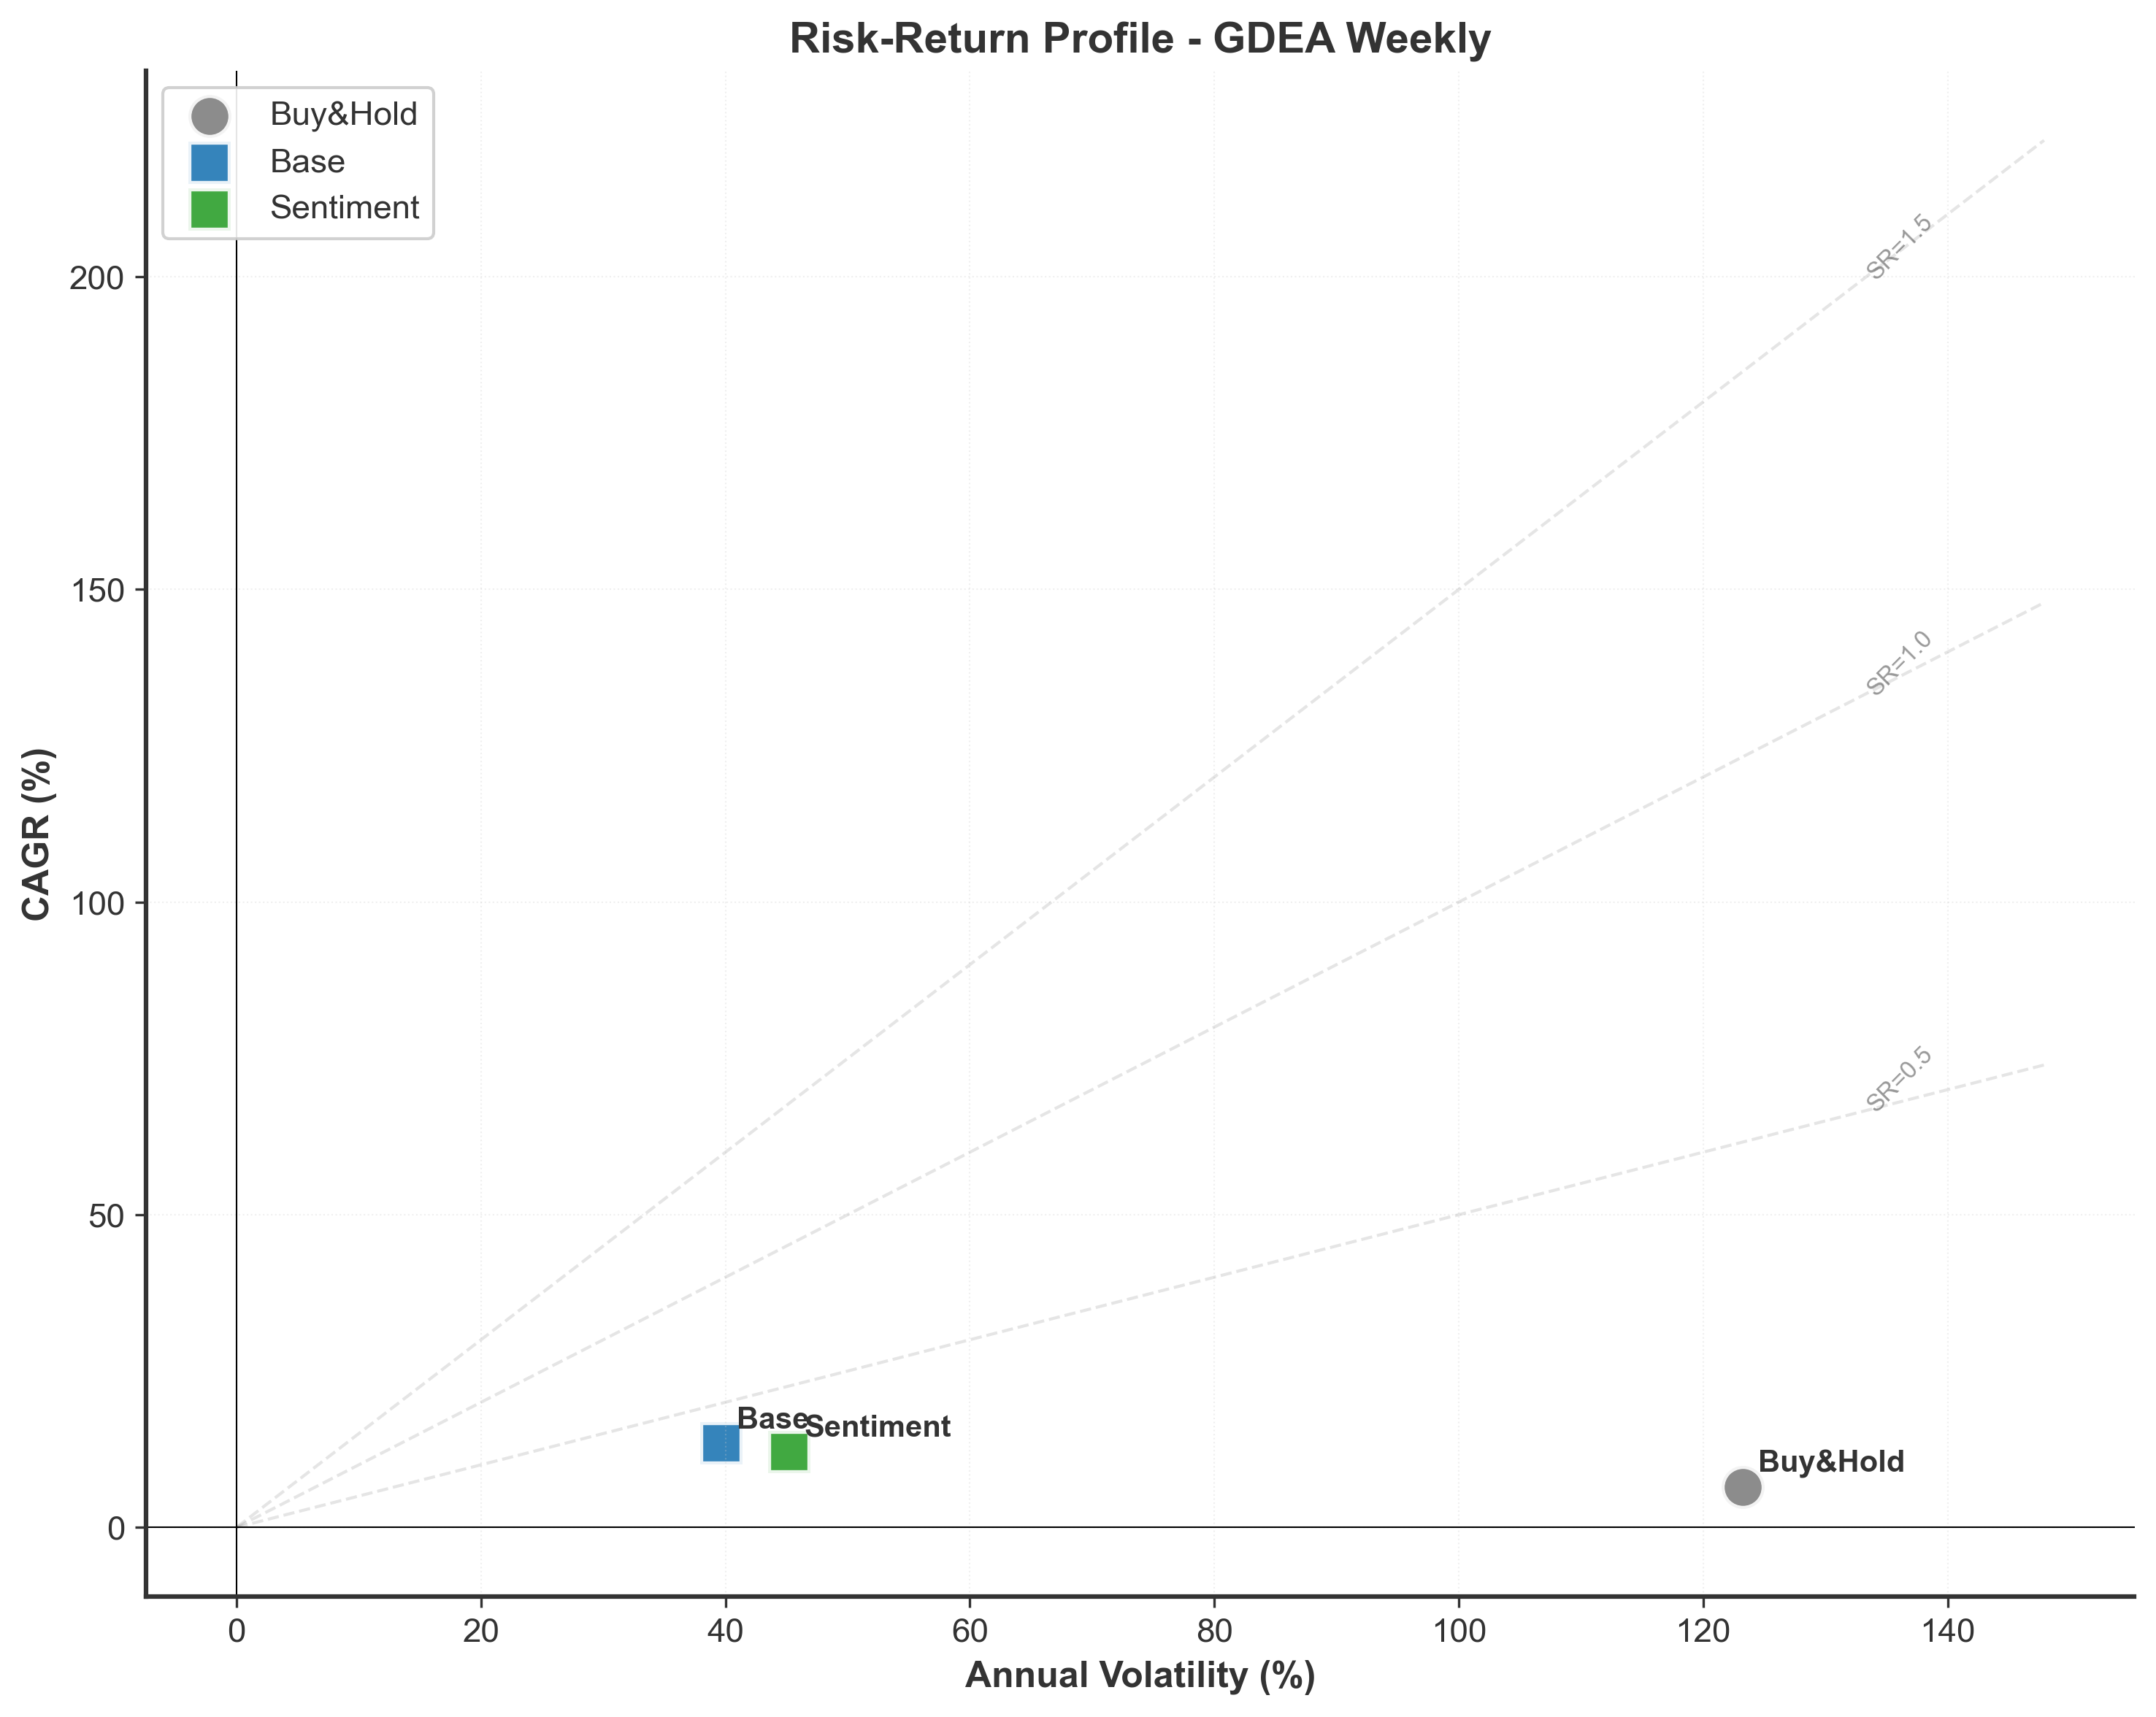 Risk-Return Profile - GDEA Weekly
Buy&Hold
Base
Sentiment
200
150
100
50
0
CAGR (%)
SR=1.5
SR=1.0
SR=0.5
Base
Sentiment
Buy&Hold
0 20 40 60 80 100 120 140
Annual Volatility (%)